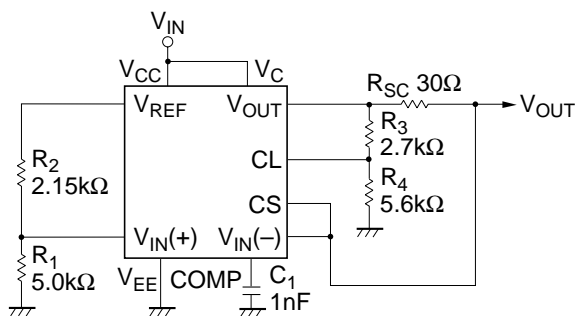 VIN
VCC
VC
RSC 30Ω
VREF
VOUT
VOUT
R3
2.7kΩ
R2
2.15kΩ
CL
R4
5.6kΩ
CS
VIN(+)
VIN(−)
R1
5.0kΩ
VEE
COMP
C1
1nF